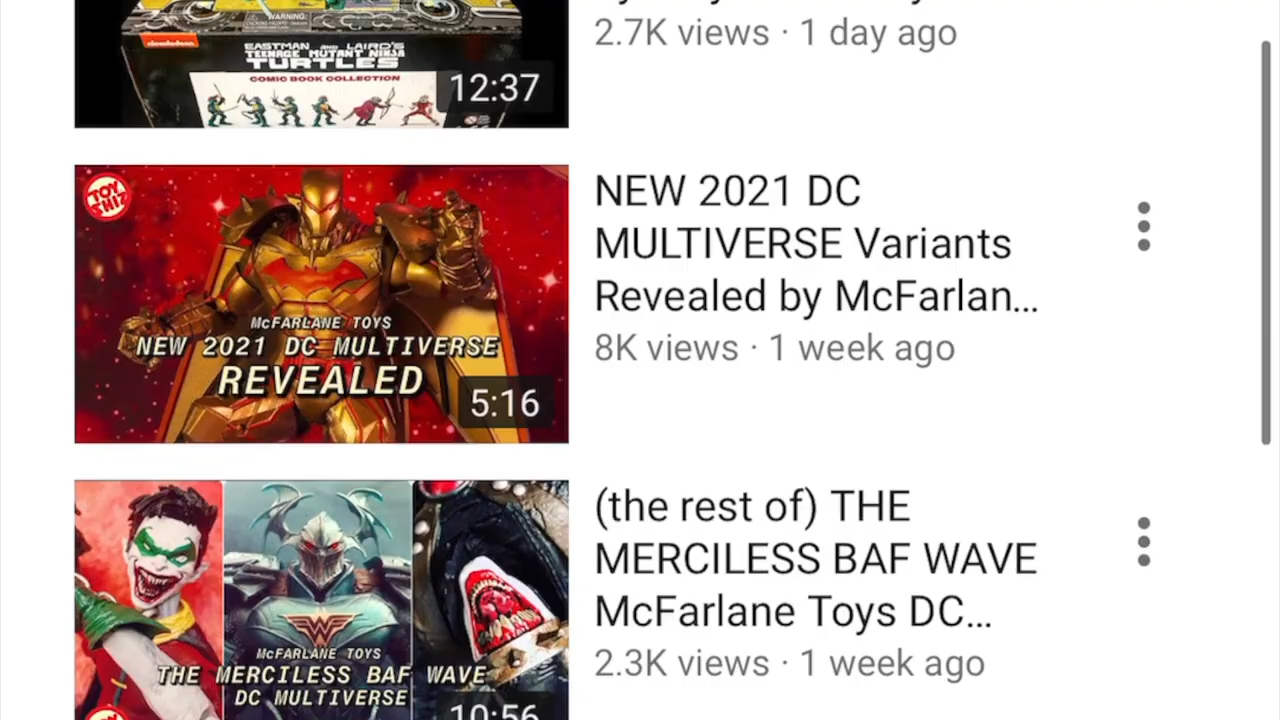 2.7K views · 1 day ago
WARNING:
nickelodeon
EASTMAN AND LAIRD'S
TEENAGE MUTANT NINJA
TURTLES
COMIC BOOK COLLECTION
12:37
TOY
SHIZ
McFARLANE TOYS
NEW 2021 DC MULTIVERSE
REVEALED
5:16
NEW 2021 DC
MULTIVERSE Variants
Revealed by McFarlan...
8K views · 1 week ago
McFARLANE TOYS
THE MERCILESS BAF WAVE
DC MULTIVERSE
10:56
(the rest of) THE
MERCILESS BAF WAVE
McFarlane Toys DC...
2.3K views · 1 week ago